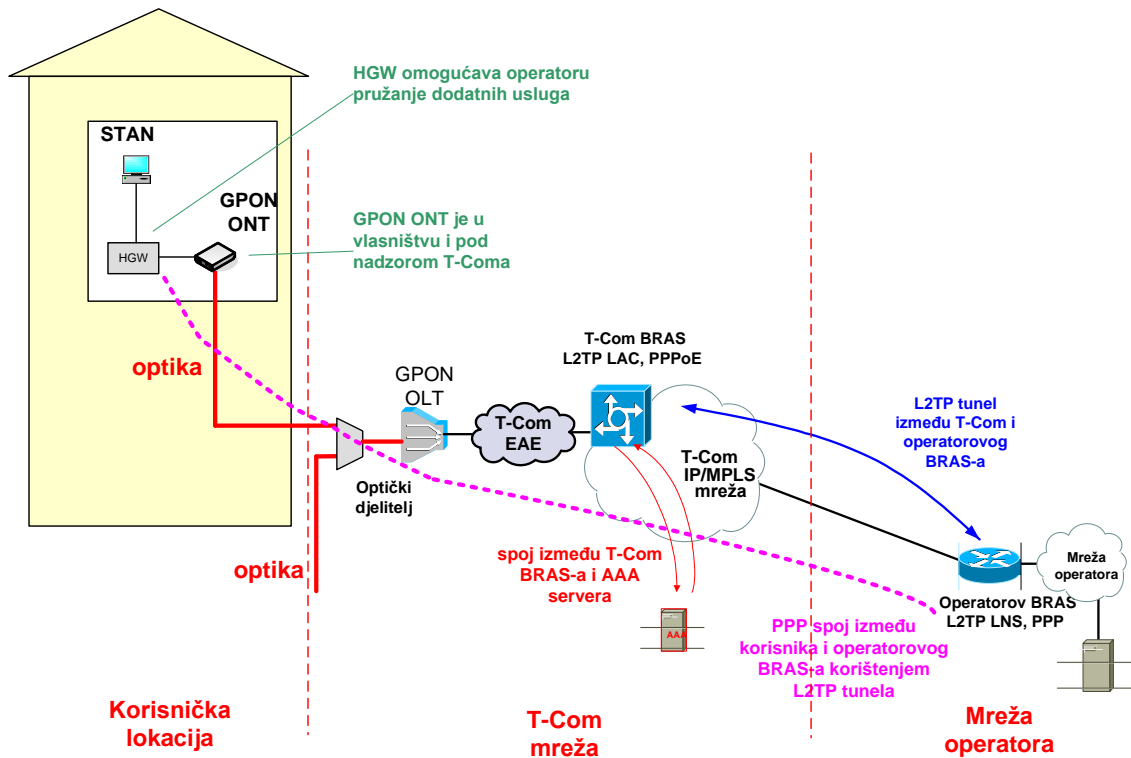 HGW omogućava operatoru
pružanje dodatnih usluga
STAN
GPON
ONT
HGW
GPON ONT je u
vlasništvu i pod
nadzorom T-Coma
optika
T-Com BRAS
L2TP LAC, PPPoE
GPON
OLT
T-Com
EAE
L2TP tunel
između T-Com i
operatorovog
BRAS-a
T-Com
IP/MPLS
mreža
Optički
djelitelj
optika
spoj između T-Com
BRAS-a i AAA
servera
AAA
Mreža
operatora
Operatorov BRAS
L2TP LNS, PPP
PPP spoj između
korisnika i operatorovog
BRAS-a korištenjem
L2TP tunela
Korisnička
lokacija
T-Com
mreža
Mreža
operatora